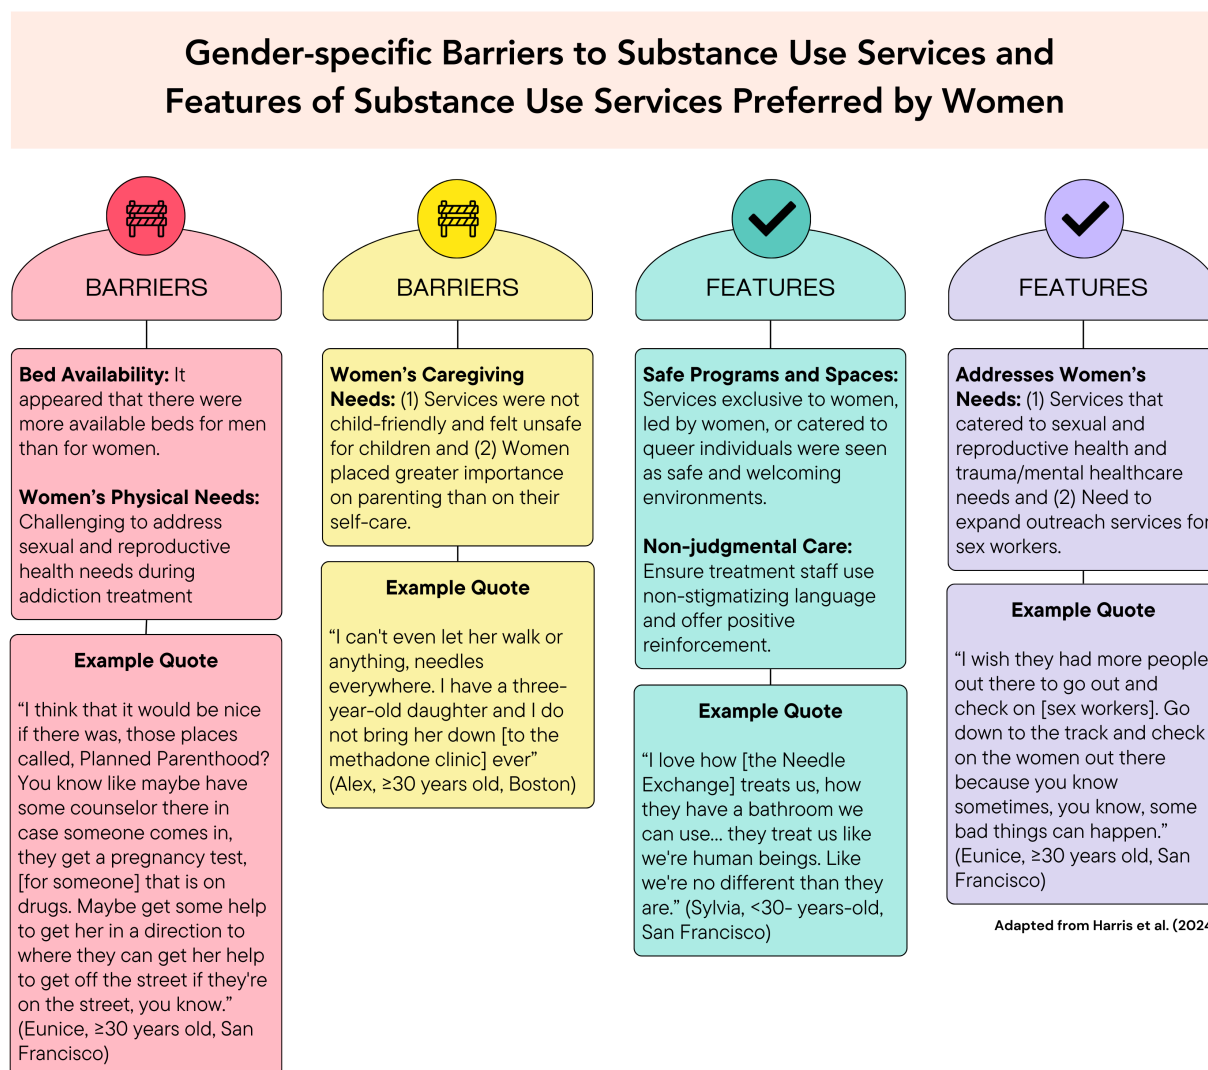 Gender-specific Barriers to Substance Use Services and
Features of Substance Use Services Preferred by Women
BARRIERS
Bed Availability: It
appeared that there were
more available beds for men
than for women.
Women's Physical Needs:
Challenging to address
sexual and reproductive
health needs during
addiction treatment
Example Quote
“I think that it would be nice
if there was, those places
called, Planned Parenthood?
You know like maybe have
some counselor there in
case someone comes in,
they get a pregnancy test,
[for someone] that is on
drugs. Maybe get some help
to get her in a direction to
where they can get her help
to get off the street if they're
on the street, you know.”
(Eunice, ≥30 years old, San
Francisco)
BARRIERS
Women's Caregiving
Needs: (1) Services were not
child-friendly and felt unsafe
for children and (2) Women
placed greater importance
on parenting than on their
self-care.
Example Quote
“I can't even let her walk or
anything, needles
everywhere. I have a three-
year-old daughter and I do
not bring her down [to the
methadone clinic] ever”
(Alex, ≥30 years old, Boston)
FEATURES
Safe Programs and Spaces:
Services exclusive to women,
led by women, or catered to
queer individuals were seen
as safe and welcoming
environments.
Non-judgmental Care:
Ensure treatment staff use
non-stigmatizing language
and offer positive
reinforcement.
Example Quote
“I love how [the Needle
Exchange] treats us, how
they have a bathroom we
can use... they treat us like
we're human beings. Like
we're no different than they
are.” (Sylvia, <30- years-old,
San Francisco)
FEATURES
Addresses Women's
Needs: (1) Services that
catered to sexual and
reproductive health and
trauma/mental healthcare
needs and (2) Need to
expand outreach services for
sex workers.
Example Quote
“I wish they had more people
out there to go out and
check on [sex workers]. Go
down to the track and check
on the women out there
because you know
sometimes, you know, some
bad things can happen.”
(Eunice, ≥30 years old, San
Francisco)
Adapted from Harris et al. (2024